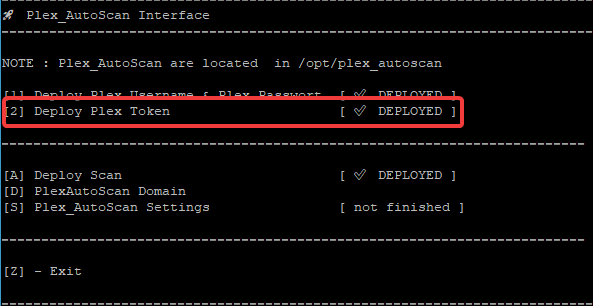 🚀 Plex_AutoScan Interface
NOTE : Plex_AutoScan are located  in /opt/plex_autoscan
[1] Deploy Plex Username & Plex Passwort  [ ✅ DEPLOYED ]
[2] Deploy Plex Token                     [ ✅ DEPLOYED ]
[A] Deploy Scan                           [ ✅ DEPLOYED ]
[D] PlexAutoScan Domain
[S] Plex_AutoScan Settings                [ not finished ]
[Z] - Exit